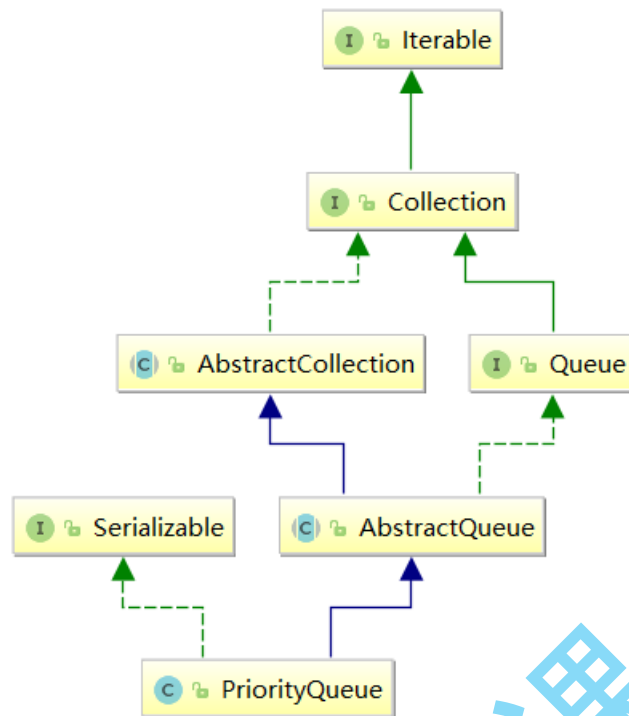 I Iterable
I Collection
C AbstractCollection
I Queue
I Serializable
C AbstractQueue
C PriorityQueue